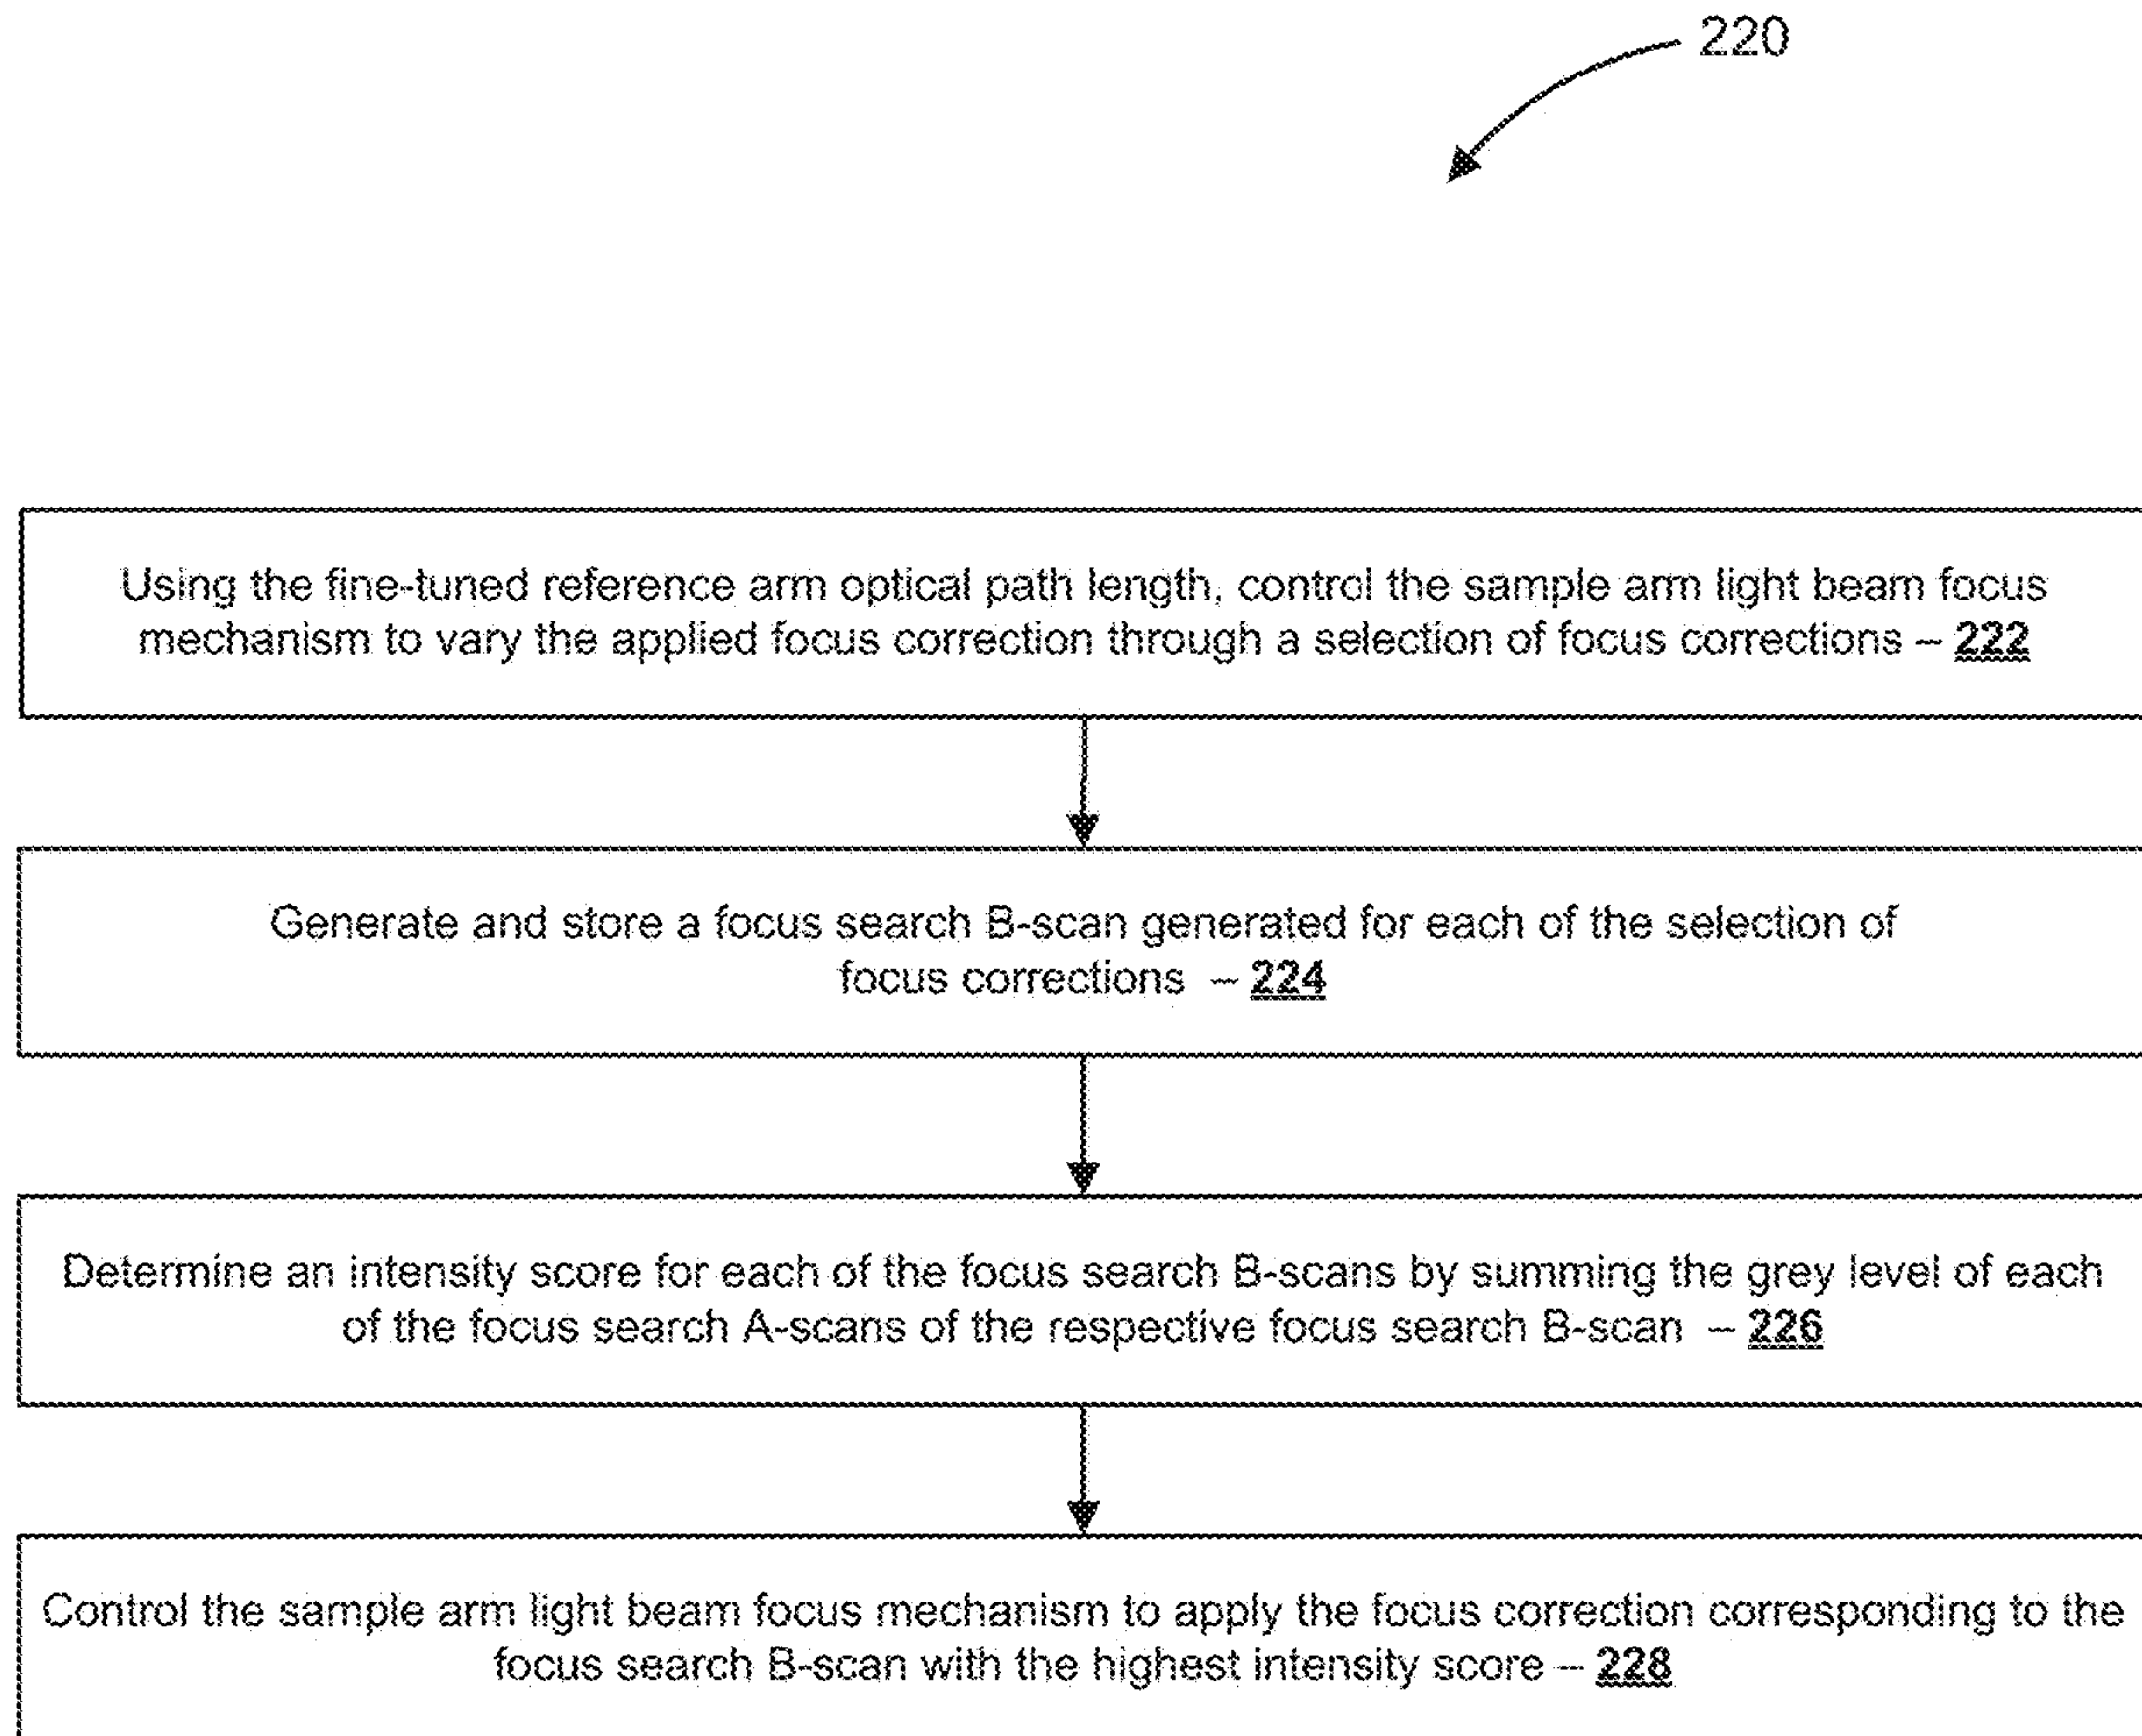 220
Using the fine-tuned reference arm optical path length, control the sample arm light beam focus
mechanism to vary the applied focus correction through a selection of focus corrections – 222
Generate and store a focus search B-scan generated for each of the selection of
focus corrections – 224
Determine an intensity score for each of the focus search B-scans by summing the grey level of each
of the focus search A-scans of the respective focus search B-scan – 226
Control the sample arm light beam focus mechanism to apply the focus correction corresponding to the
focus search B-scan with the highest intensity score – 228